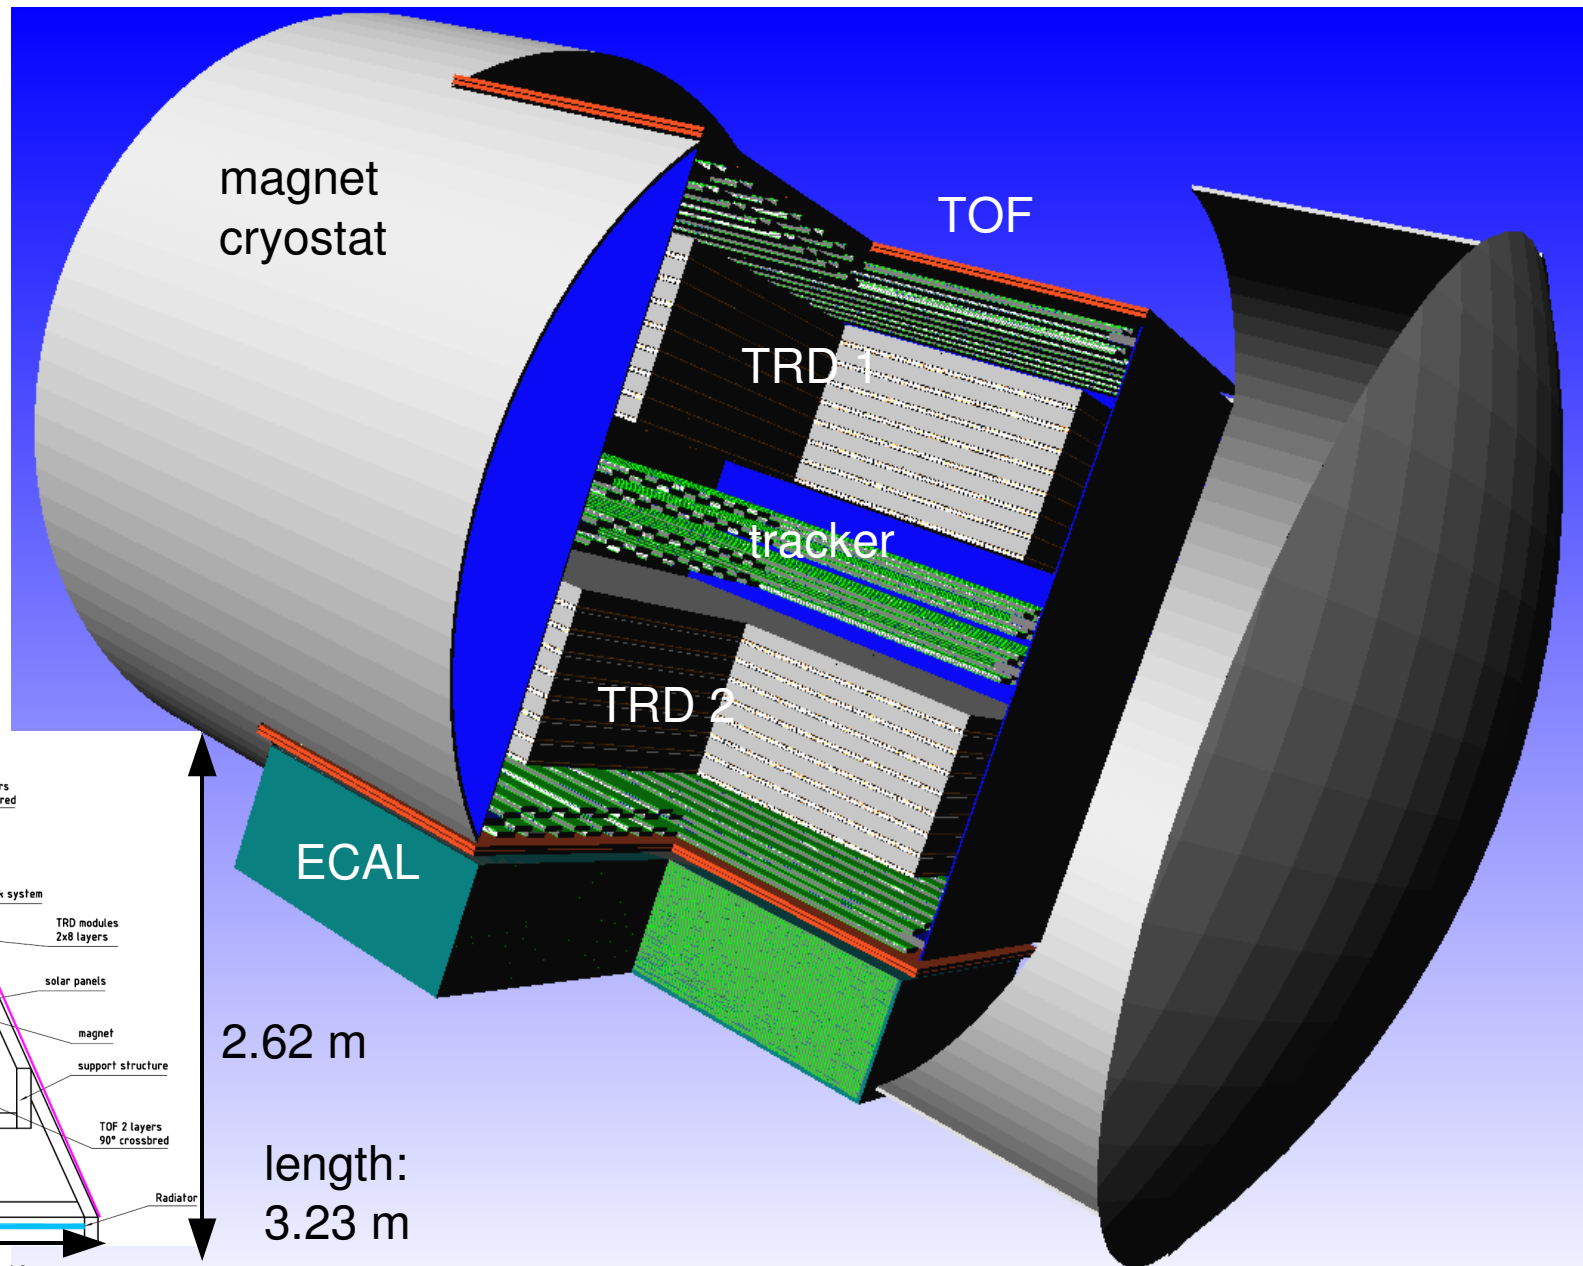 magnet
cryostat
TOF
TRD 1
tracker
TRD 2
ECAL
2.62 m
length:
3.23 m
system
TRD modules
2x8 layers
solar panels
magnet
support structure
TOF 2 layers
90° crossbred
Radiator